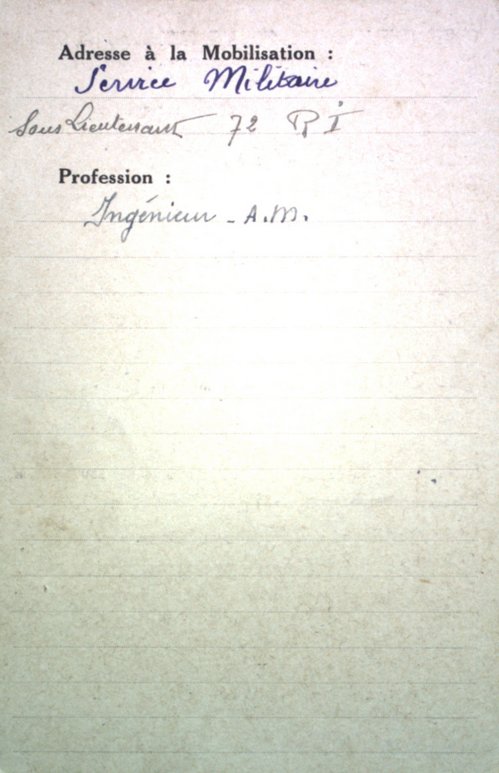 Adresse à la Mobilisation :
Service Militaire
Sous Lieutenant 72 R I
Profession :
Ingénieur - A.M.